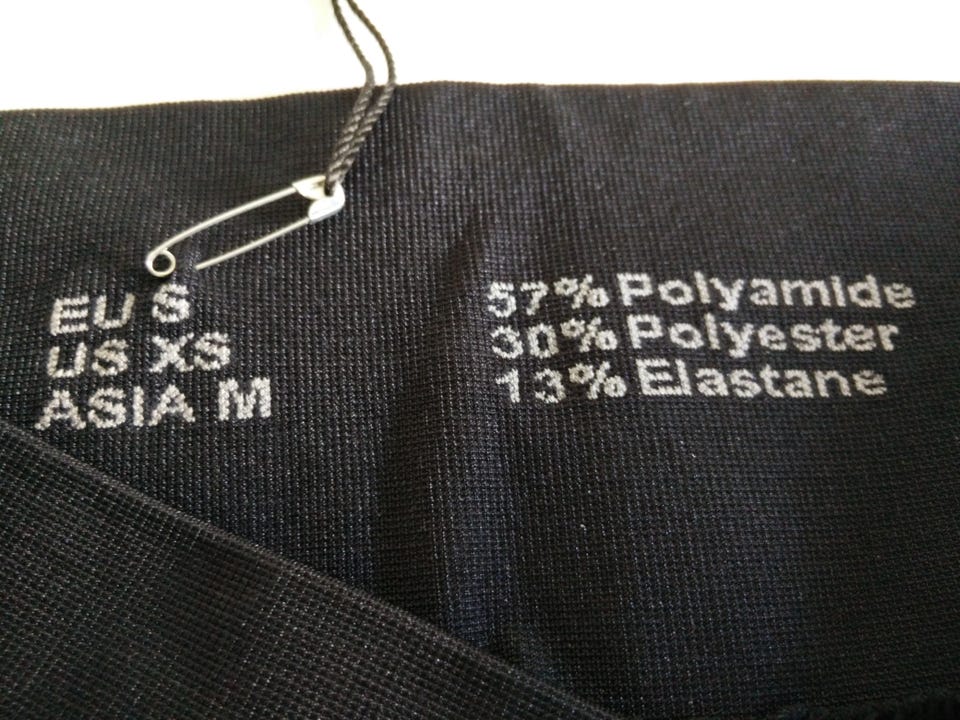 EU S
US XS
ASIA M
57% Polyamide
30% Polyester
13% Elastane